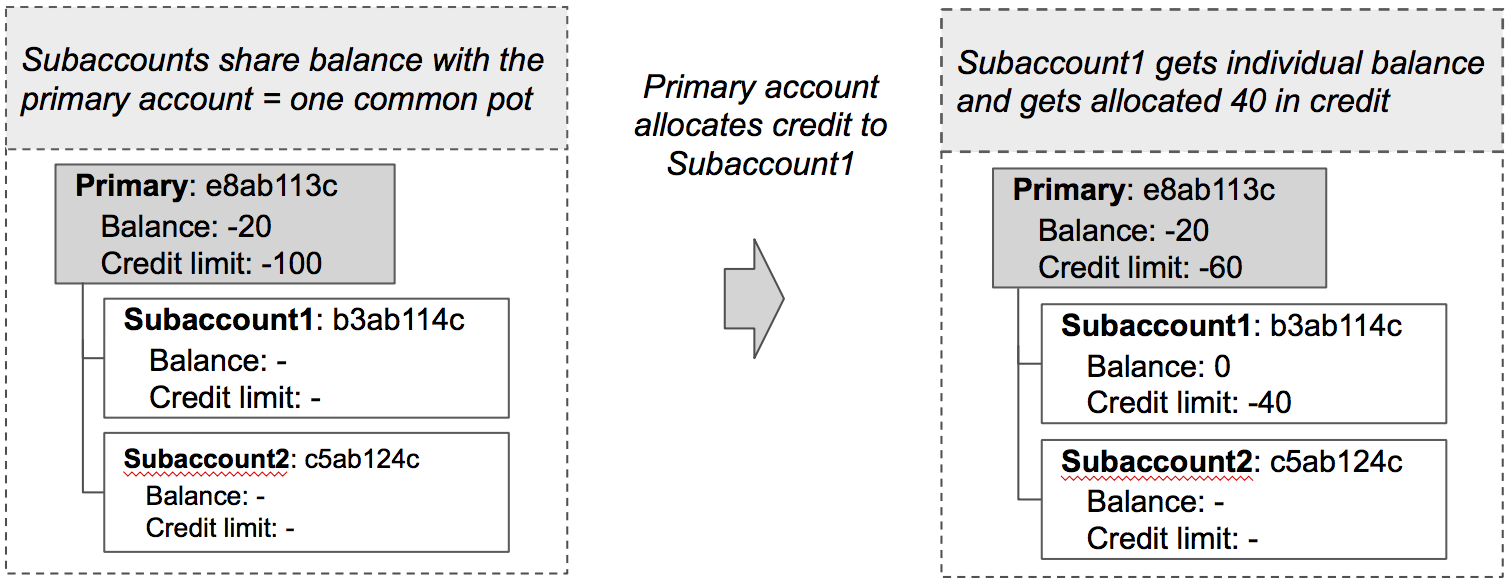 Subaccounts share balance with the
primary account = one common pot
Primary: e8ab113c
Balance: -20
Credit limit: -100
Subaccount1: b3ab114c
Balance: -
Credit limit: -
Subaccount2: c5ab124c
Balance: -
Credit limit: -
Primary account
allocates credit to
Subaccount1
Subaccount1 gets individual balance
and gets allocated 40 in credit
Primary: e8ab113c
Balance: -20
Credit limit: -60
Subaccount1: b3ab114c
Balance: 0
Credit limit: -40
Subaccount2: c5ab124c
Balance: -
Credit limit: -